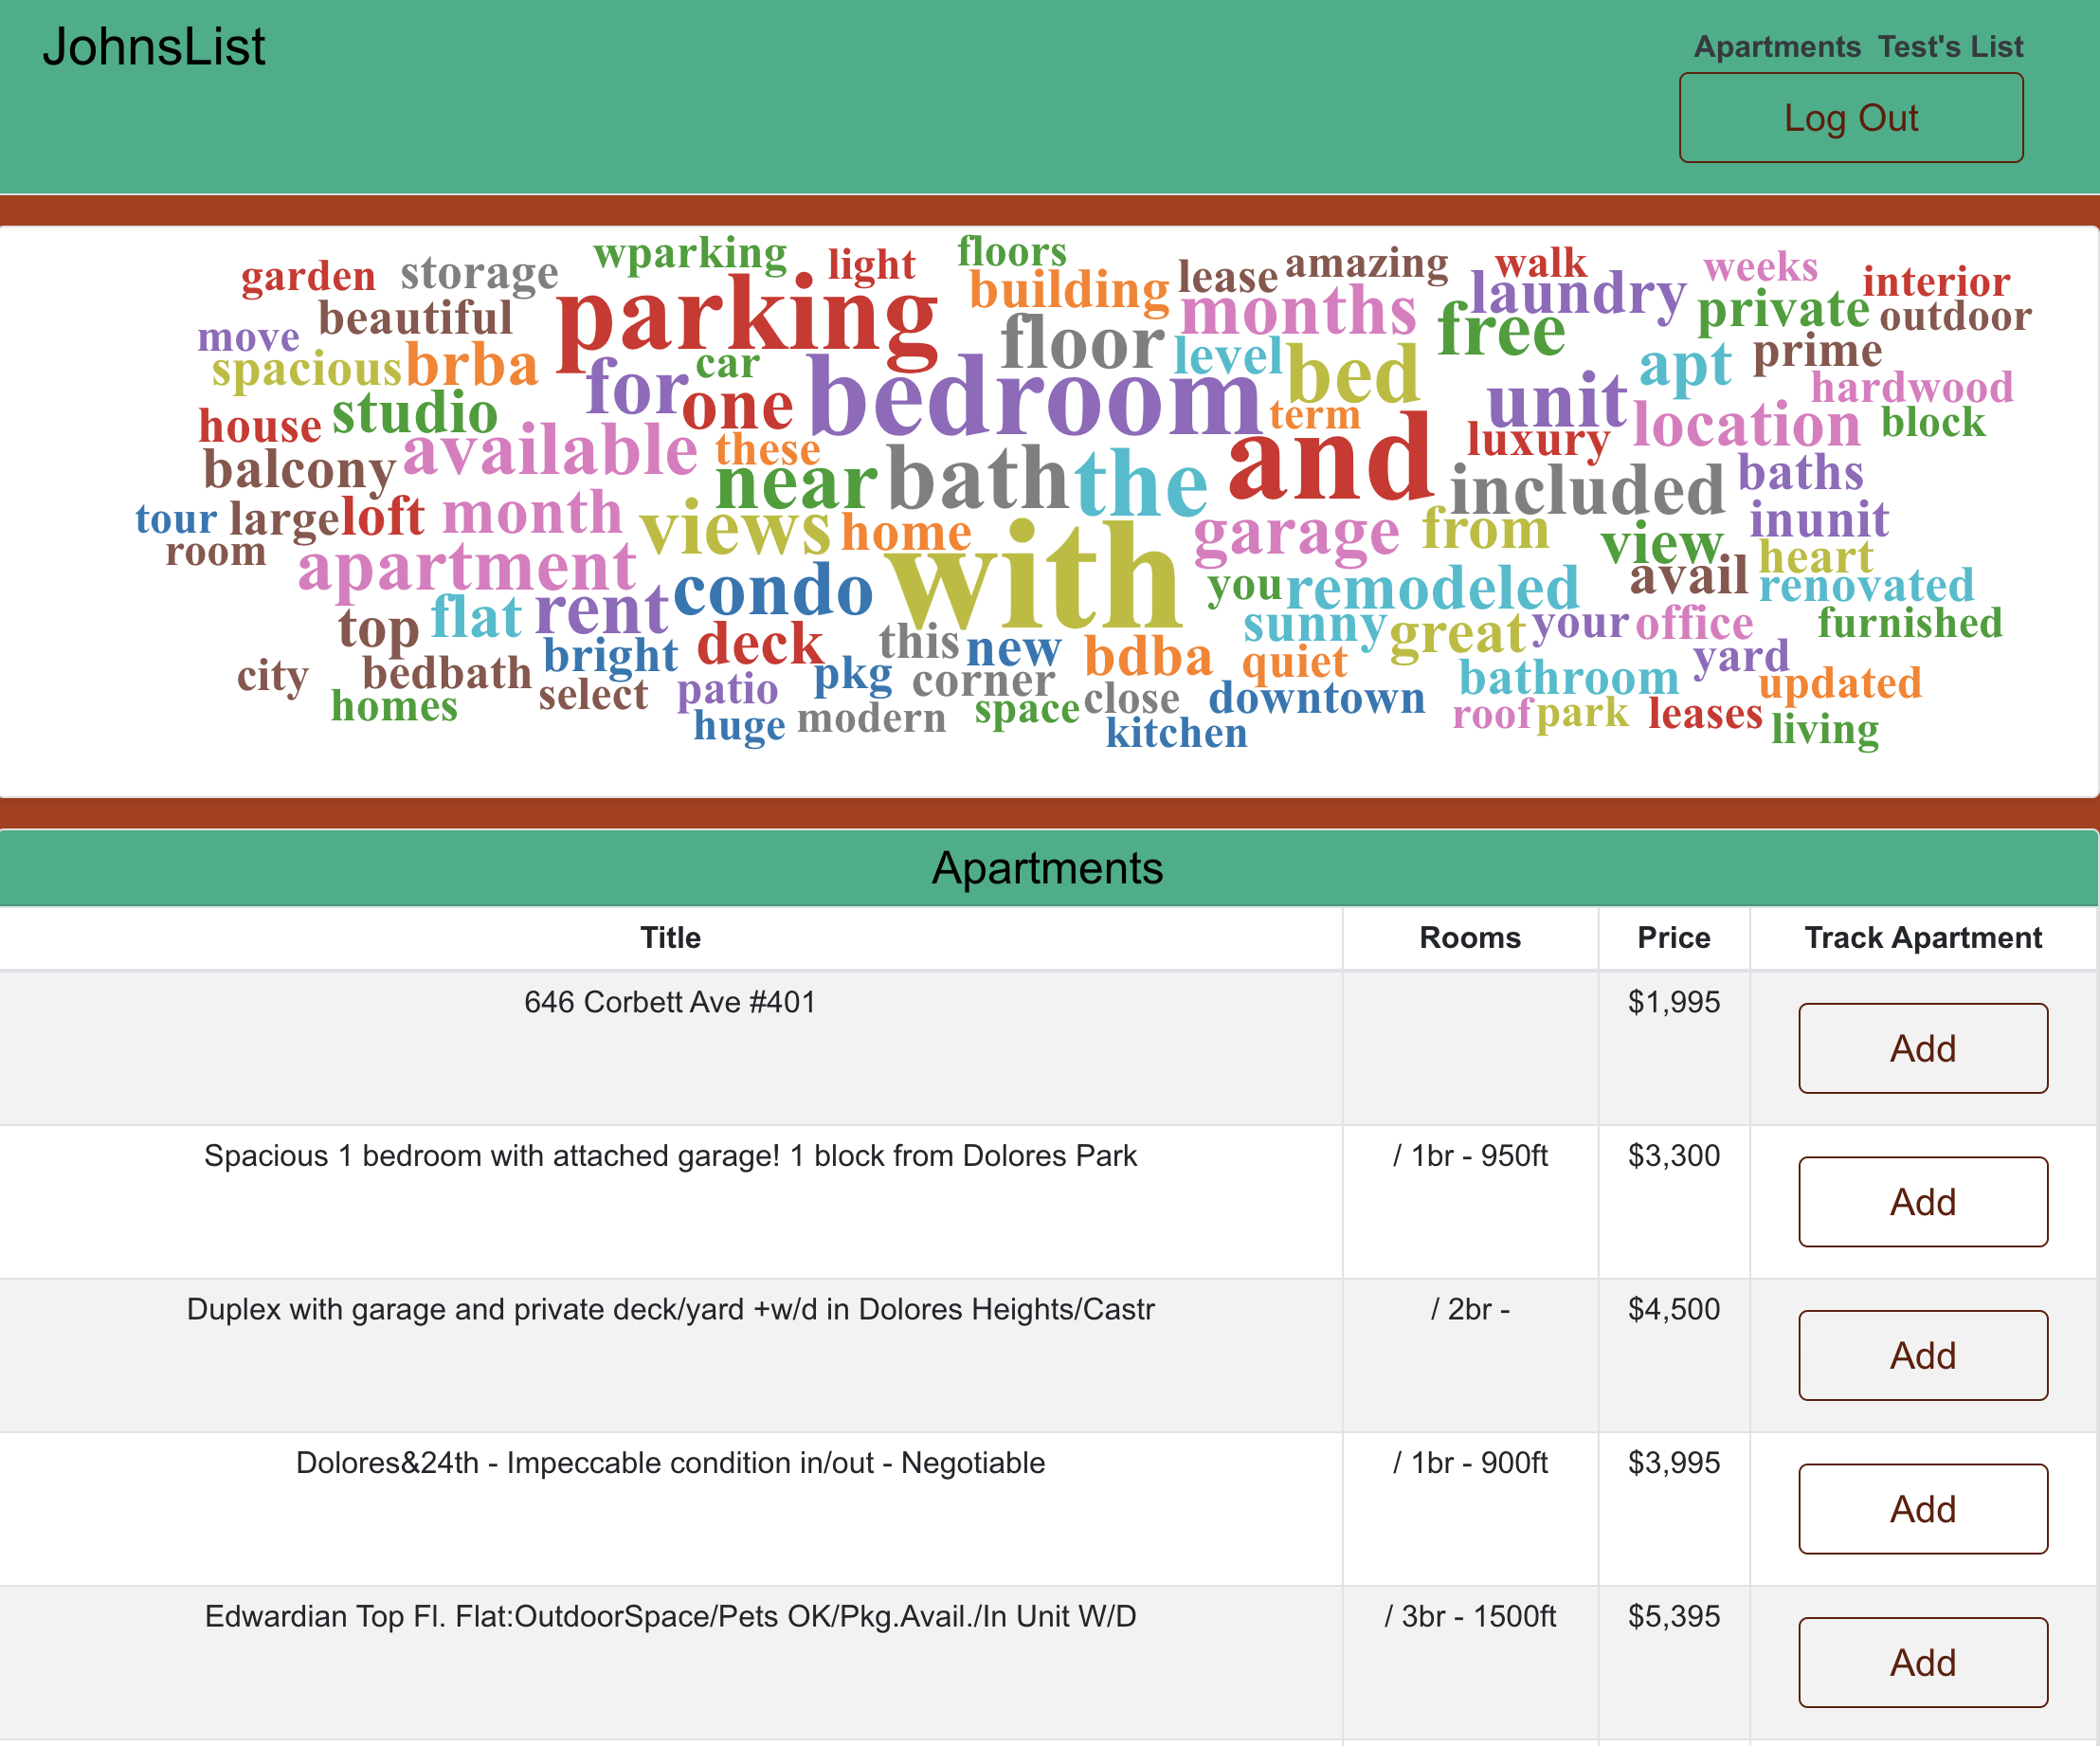 JohnsList
Apartments Test's List
Log Out
wparking light floors
garden storage building lease amazing walk weeks interior
beautiful parking months laundry private outdoor
move floor free
spacious brba for car level bed apt prime
hardwood
house studio one bedroom term unit location block
available these and luxury
balcony near bath the included baths
tour large loft month views home garage from inunit
room apartment with view heart
condo you remodeled avail renovated
top flat rent sunny great your office furnished
bright deck this new bdba quiet yard
city bedbath select patio pkg corner close downtown bathroom updated
homes huge modern space kitchen roof park leases living
Apartments
Title Rooms Price Track Apartment
646 Corbett Ave #401 $1,995 Add
Spacious 1 bedroom with attached garage! 1 block from Dolores Park / 1br - 950ft $3,300 Add
Duplex with garage and private deck/yard +w/d in Dolores Heights/Castr / 2br - $4,500 Add
Dolores&24th - Impeccable condition in/out - Negotiable / 1br - 900ft $3,995 Add
Edwardian Top Fl. Flat:OutdoorSpace/Pets OK/Pkg.Avail./In Unit W/D / 3br - 1500ft $5,395 Add